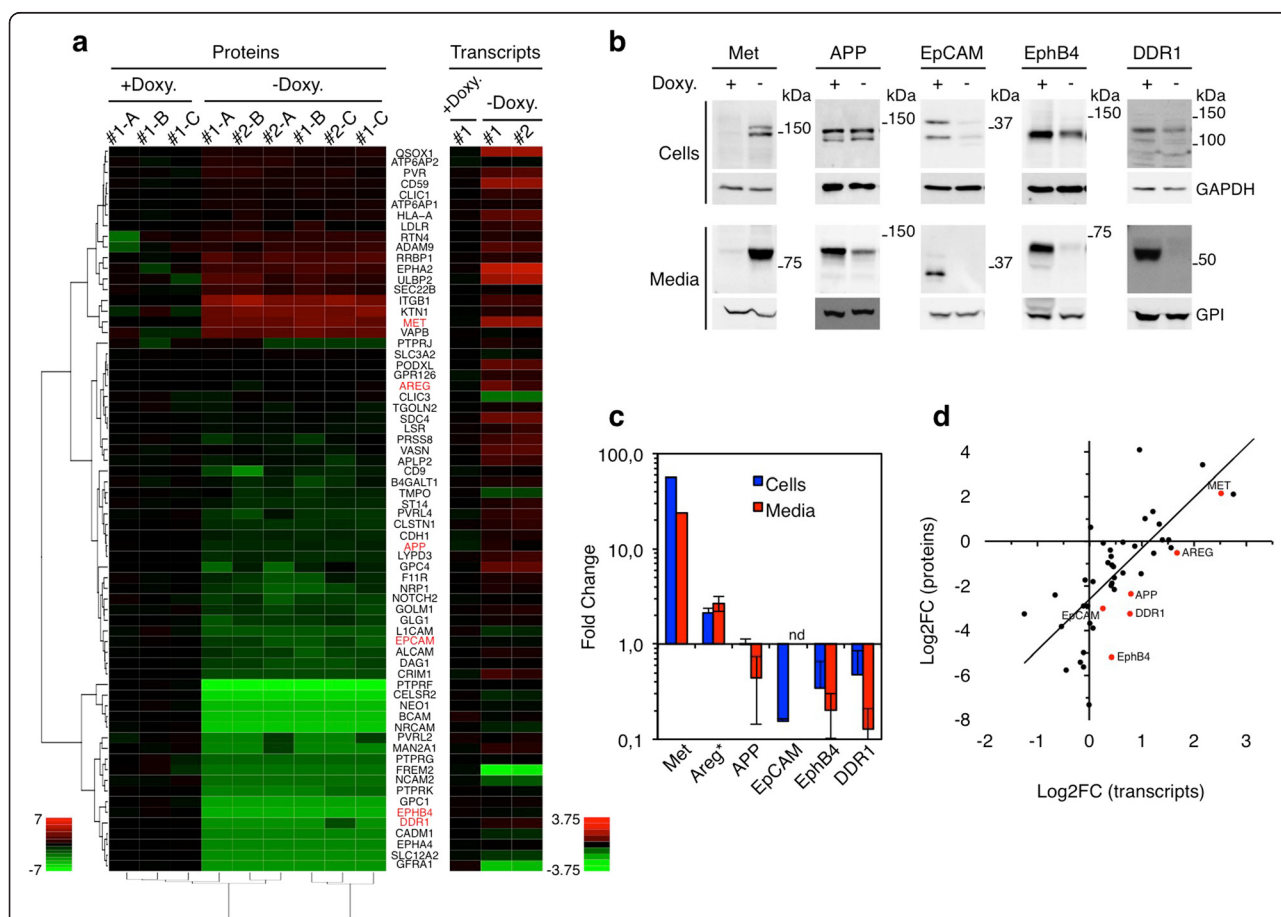 a
Proteins
Transcripts
+Doxy.
-Doxy.
+Doxy.
-Doxy.
#1-A
#1-B
#1-C
#1-A
#2-B
#2-A
#1-B
#2-C
#1-C
#1
#1
#2
QSOX1
ATP6AP2
PVR
CD59
CLIC1
ATP6AP1
HLA-A
LDLR
RTN4
ADAM9
RRBP1
EPHA2
ULBP2
SEC22B
ITGB1
KTN1
MET
VAPB
PTPRJ
SLC3A2
PODXL
GPR126
AREG
CLIC3
TGOLN2
SDC4
LSR
PRSS8
VASN
APLP2
CD9
B4GALT1
TMPO
ST14
PVRL4
CLSTN1
CDH1
APP
LYPD3
GPC4
F11R
NRP1
NOTCH2
GOLM1
GLG1
L1CAM
EPCAM
ALCAM
DAG1
CRIM1
PTPRF
CELSR2
NEO1
BCAM
NRCAM
PVRL2
MAN2A1
PTPRG
FREM2
NCAM2
PTPRK
GPC1
EPHB4
DDR1
CADM1
EPHA4
SLC12A2
GFRA1
7
-7
3.75
-3.75
b
Met
APP
EpCAM
EphB4
DDR1
Doxy. + - + - + - + - + -
kDa
kDa
kDa
kDa
Cells
150
37
150
150
100
GAPDH
Media
75
150
37
75
50
GPI
c
Fold Change
100,0
10,0
1,0
0,1
Cells
Media
nd
Met
Areg*
APP
EpCAM
EphB4
DDR1
d
Log2FC (proteins)
4
2
0
-2
-4
-6
-8
MET
AREG
APP
EpCAM
DDR1
EphB4
-2 -1 0 1 2 3
Log2FC (transcripts)